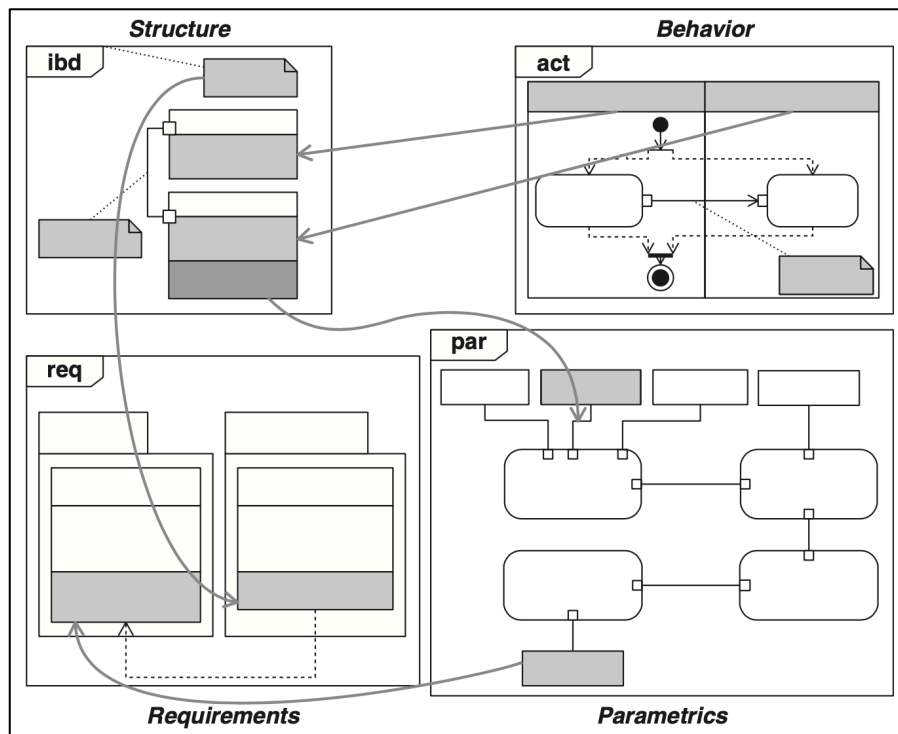 Structure
Behavior
ibd
act
req
par
Requirements
Parametrics